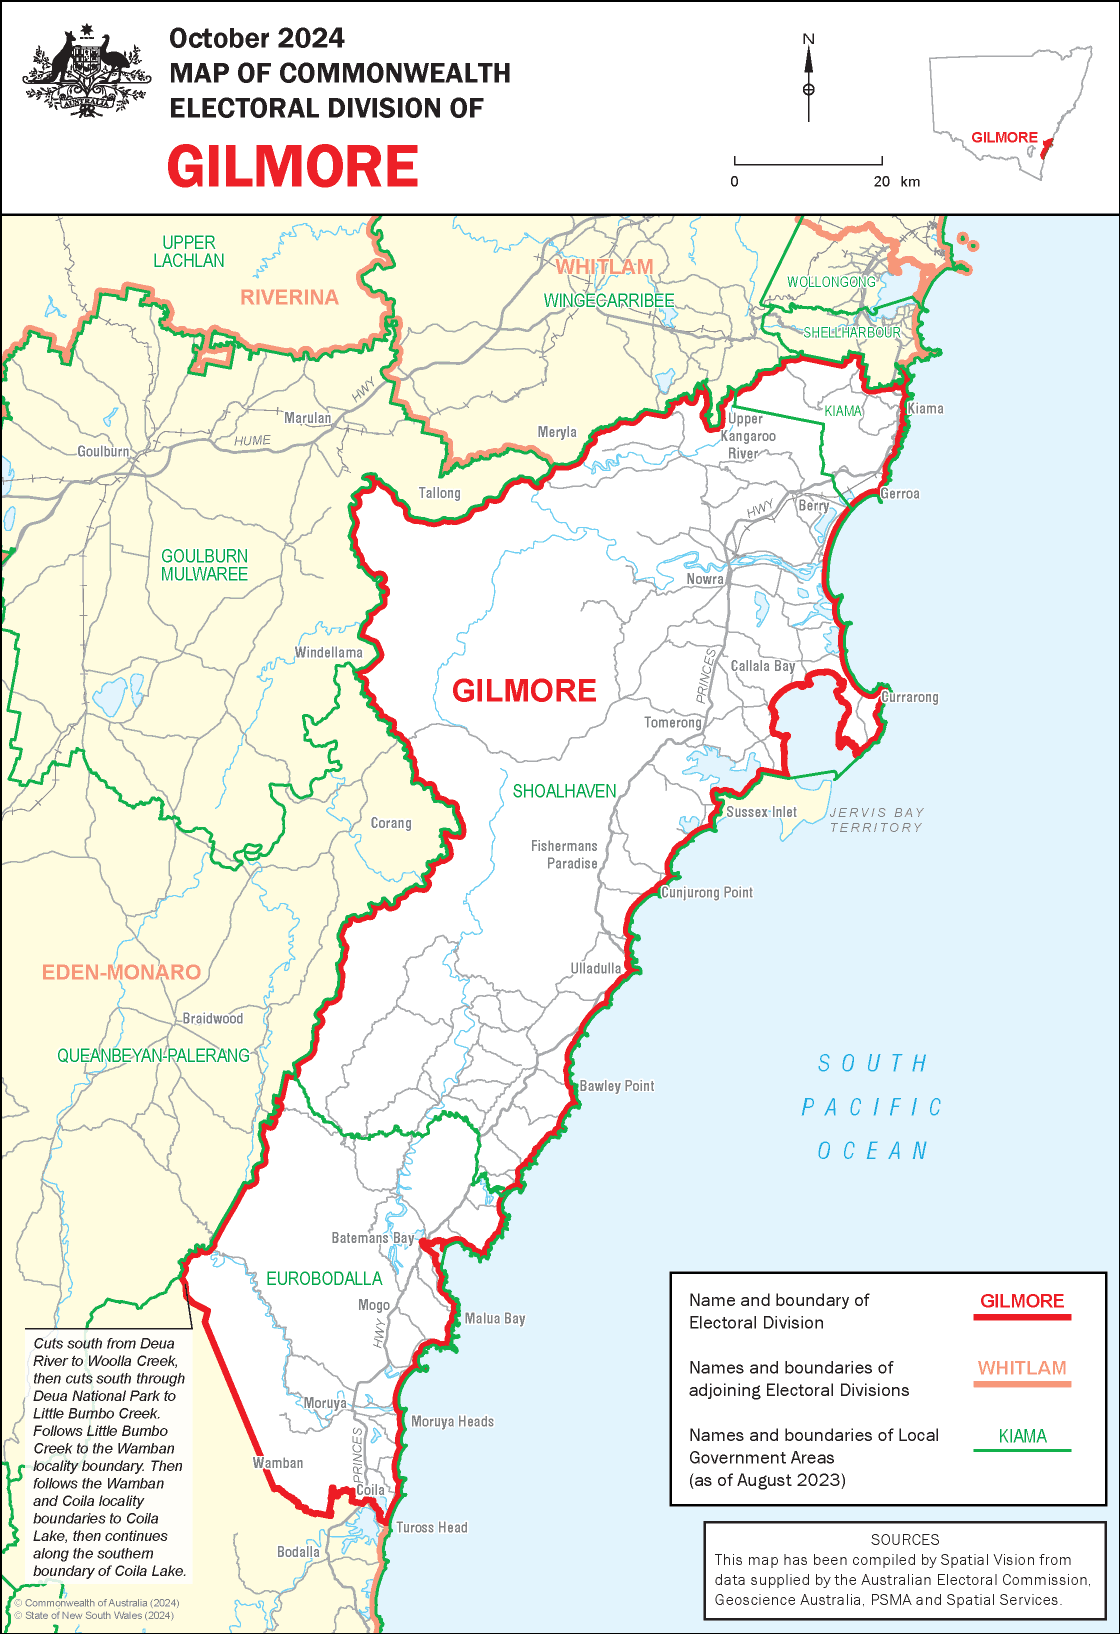 October 2024
MAP OF COMMONWEALTH
ELECTORAL DIVISION OF
GILMORE
AUSTRALIA
N
0 20 km
GILMORE
UPPER
LACHLAN
RIVERINA
WHITLAM
WINGECARRIBEE
WOLLONGONG
SHELLHARBOUR
HWY
Marulan
HUME
Goulburn
Meryla
Upper
Kangaroo
River
KIAMA
Kiama
Tallong
Gerroa
HWY
Berry
GOULBURN
MULWAREE
Nowra
Windellama
PRINCES
Callala Bay
GILMORE
Currarong
Tomerong
SHOALHAVEN
Sussex Inlet
JERVIS BAY
TERRITORY
Corang
Fishermans
Paradise
Cunjurong Point
EDEN-MONARO
Ulladulla
Braidwood
QUEANBEYAN-PALERANG
SOUTH
PACIFIC
OCEAN
Bawley Point
Batemans Bay
EUROBODALLA
Mogo
HWY
Malua Bay
Moruya
Moruya Heads
PRINCES
Wamban
Coila
Tuross Head
Bodalla
Cuts south from Deua
River to Woolla Creek,
then cuts south through
Deua National Park to
Little Bumbo Creek.
Follows Little Bumbo
Creek to the Wamban
locality boundary. Then
follows the Wamban
and Coila locality
boundaries to Coila
Lake, then continues
along the southern
boundary of Coila Lake.
© Commonwealth of Australia (2024)
© State of New South Wales (2024)
Name and boundary of
Electoral Division
GILMORE
Names and boundaries of
adjoining Electoral Divisions
WHITLAM
Names and boundaries of Local
Government Areas
(as of August 2023)
KIAMA
SOURCES
This map has been compiled by Spatial Vision from
data supplied by the Australian Electoral Commission,
Geoscience Australia, PSMA and Spatial Services.